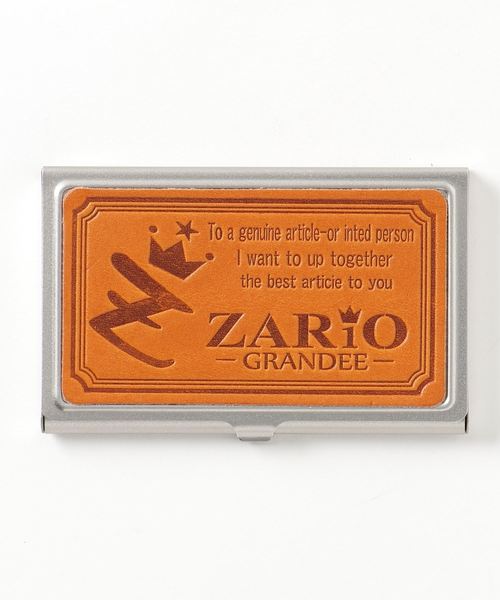 To a genuine article-or inted person
I want to up together
the best articie to you
ZARiO
GRANDEE